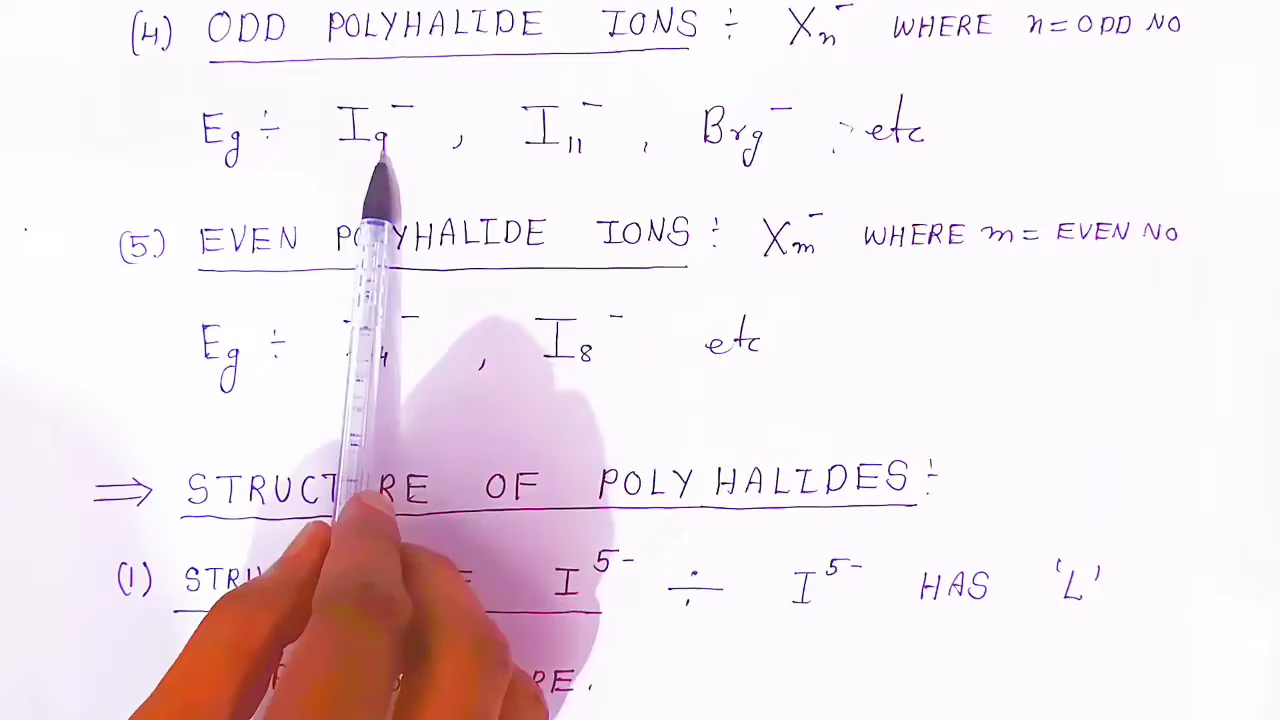 (4) ODD POLYHALIDE IONS ÷ Xn⁻ WHERE n = ODD NO
Eg ÷ I9⁻ , I11⁻ , Br9⁻ , etc
(5) EVEN POLYHALIDE IONS ÷ Xm⁻ WHERE m = EVEN NO
Eg ÷ 4⁻ , I8⁻ etc
⇒ STRUCTURE OF POLYHALIDES ÷
(1) I⁵⁻ ÷ I⁵⁻ HAS 'L'